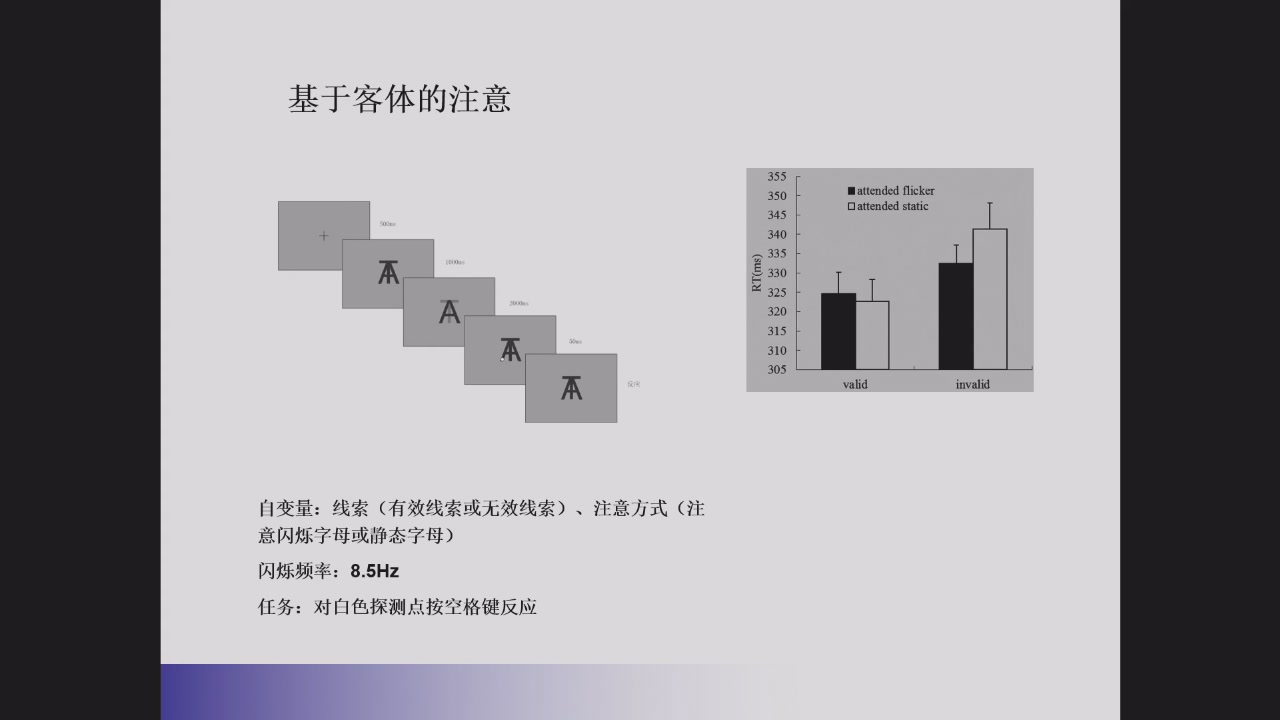 基于客体的注意
500ms
1000ms
2000ms
50ms
反应
355
350
345
340
335
330
325
320
315
310
305
RT(ms)
attended flicker
attended static
valid
invalid
自变量：线索（有效线索或无效线索）、注意方式（注
意闪烁字母或静态字母）
闪烁频率：8.5Hz
任务：对白色探测点按空格键反应